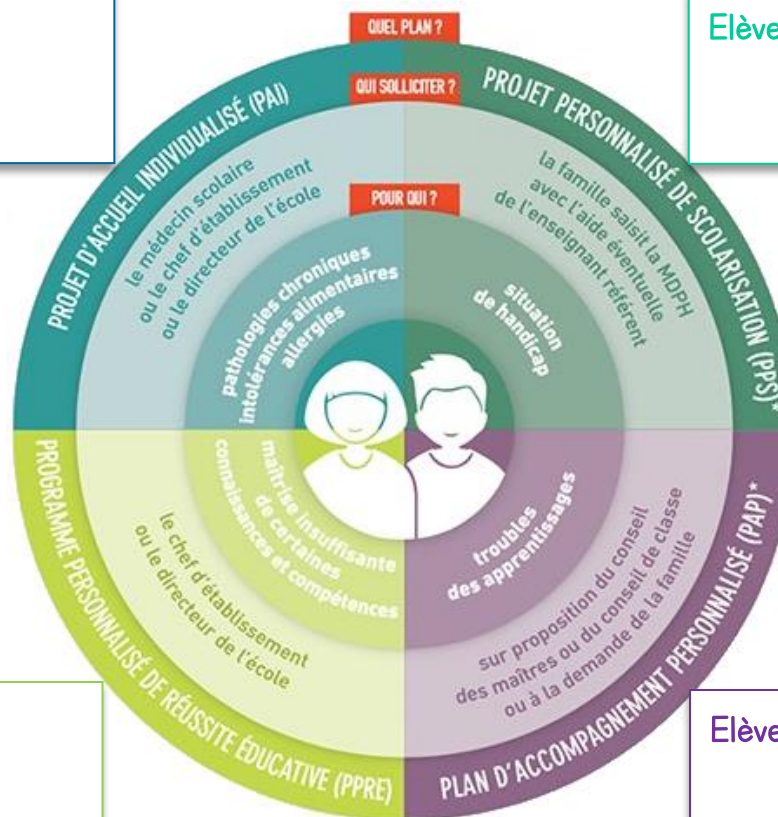 QUEL PLAN ?
QUI SOLLICITER ?
POUR QUI ?
PROJET D'ACCUEIL INDIVIDUALISÉ (PAI)
le médecin scolaire
ou le chef d'établissement
ou le directeur de l'école
pathologies chroniques
intolérances alimentaires
allergies
Elève
PROJET PERSONNALISÉ DE SCOLARISATION (PPS)*
la famille saisit la MDPH
avec l'aide éventuelle
de l'enseignant référent
situation
de handicap
PROGRAMME PERSONNALISÉ DE RÉUSSITE ÉDUCATIVE (PPRE)
le chef d'établissement
ou le directeur de l'école
maîtrise insuffisante
de certaines
connaissances et compétences
PLAN D'ACCOMPAGNEMENT PERSONNALISÉ (PAP)*
sur proposition du conseil
des maîtres ou du conseil de classe
ou à la demande de la famille
troubles
des apprentissages
Elève